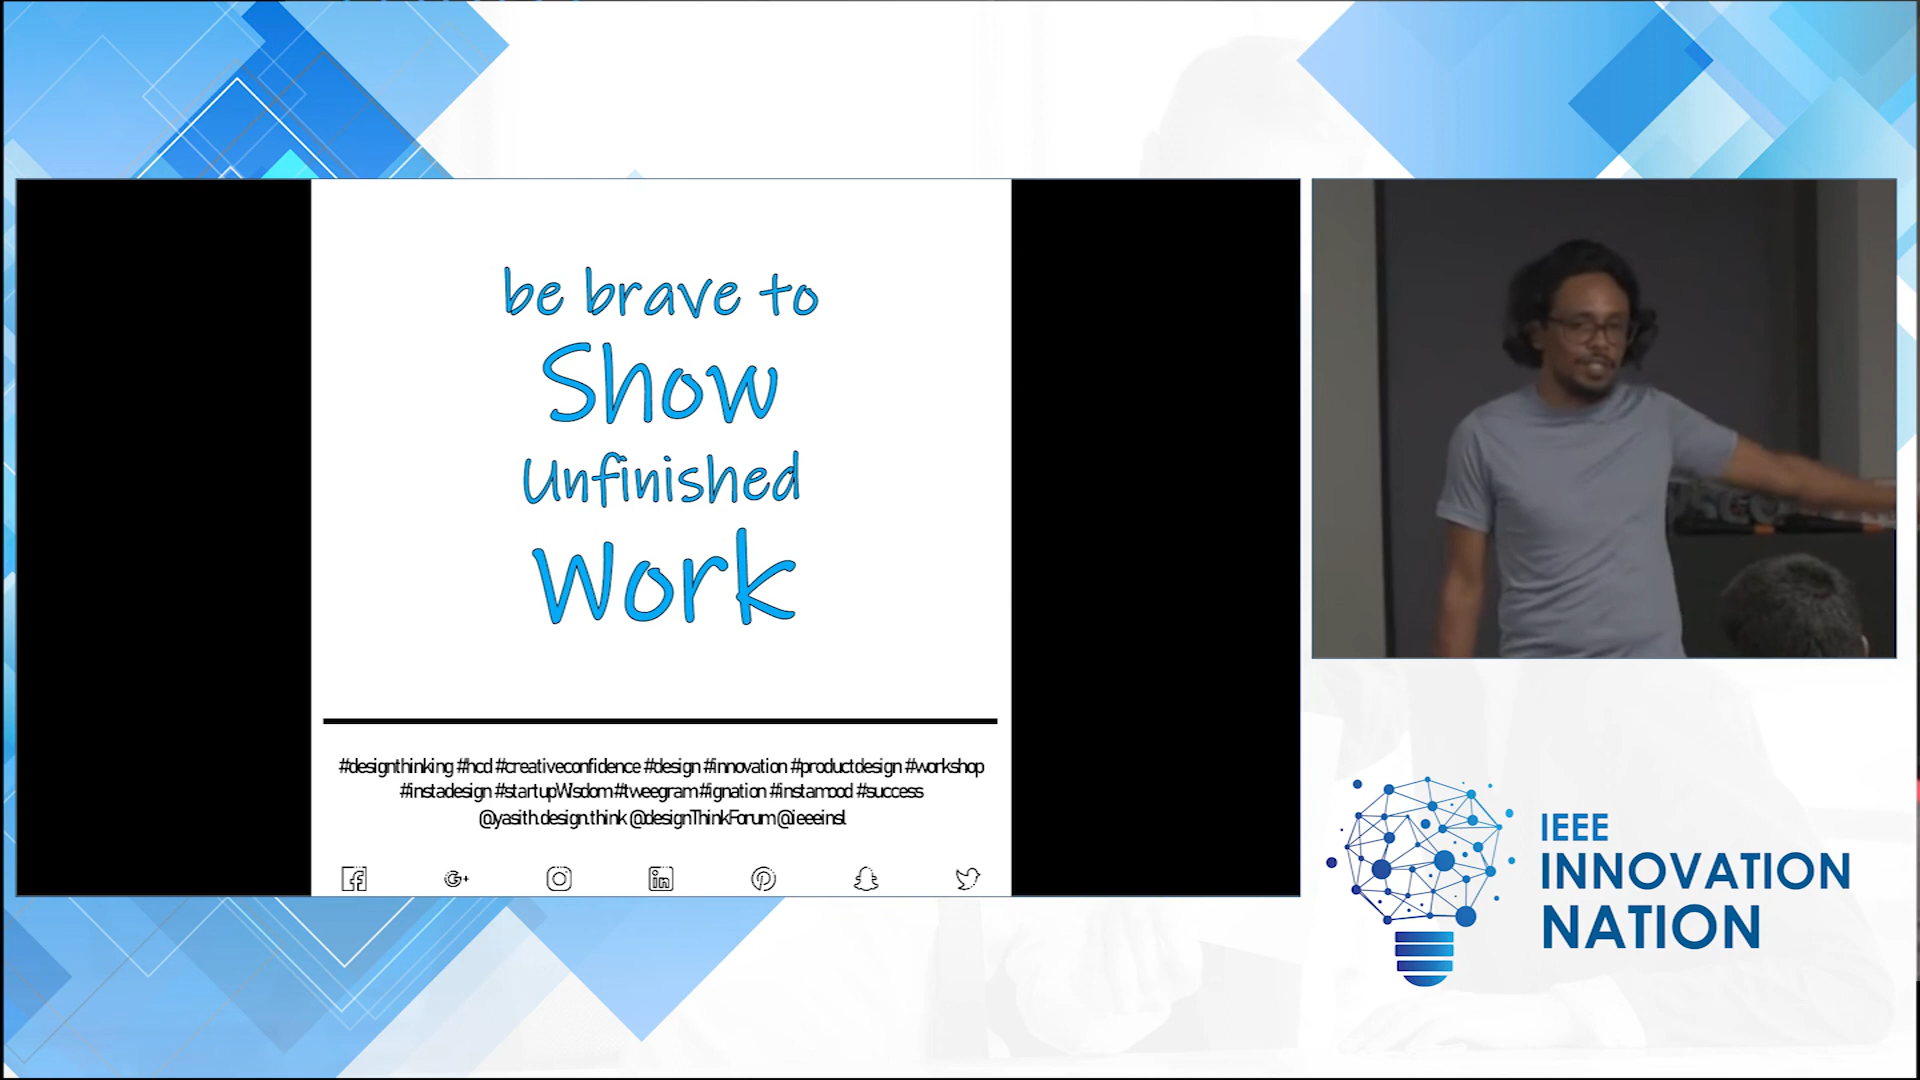 be brave to
Show
Unfinished
Work
#designthinking #hcd #creativeconfidence #design #innovation #productdesign #workshop
#instadesign #startupWisdom #tweegram #ignation #instamood #success
@yasith.design.think @designThinkForum @ieeeinsl
G+
in
IEEE
INNOVATION
NATION